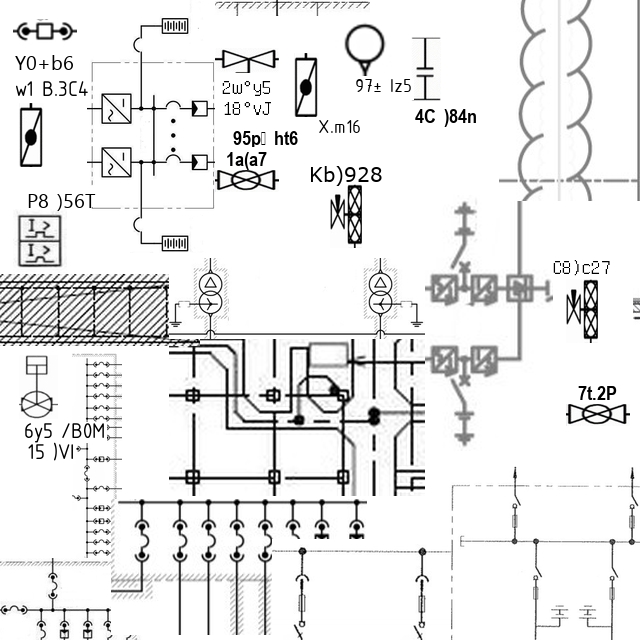 Y0+b6
w1 B.3C4
2w°y5
18°vJ
97± Iz5
4C )84n
X.m16
ht6
1a(a7
Kb)928
P8 )56T
C8)c27
7t.2P
6y5 /B0M
15 )VI